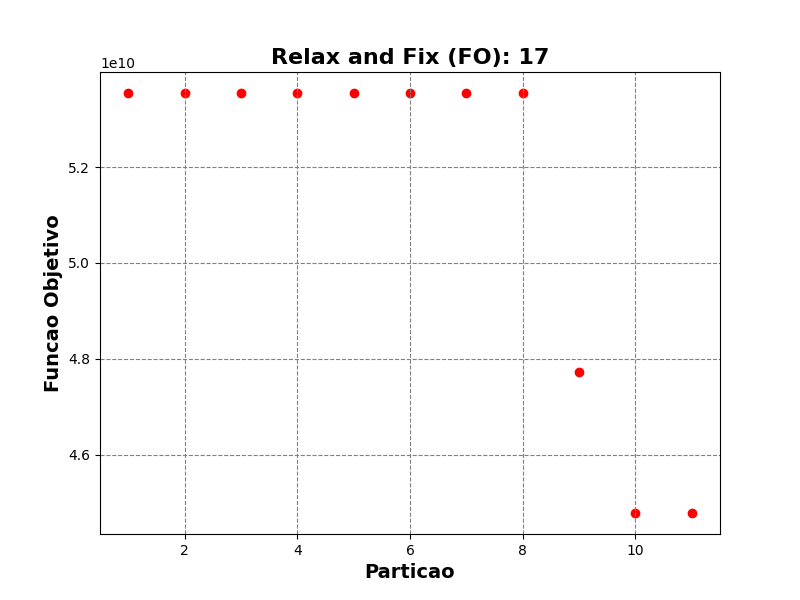 Relax and Fix (FO): 17
1e10
5.2
5.0
4.8
4.6
Funcao Objetivo
2 4 6 8 10
Particao